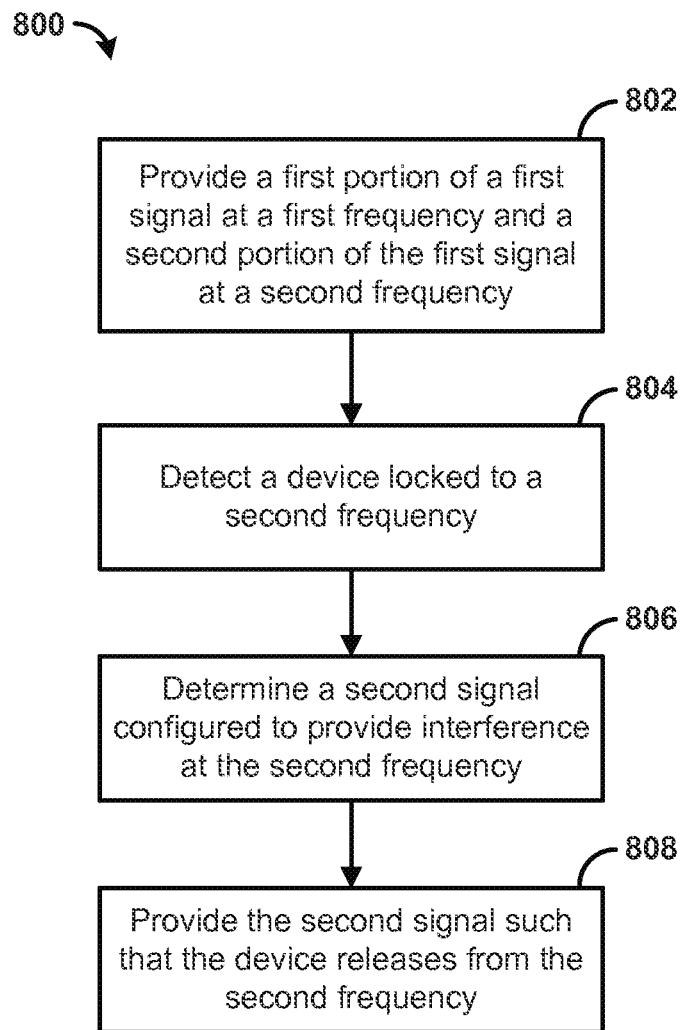 800
802
Provide a first portion of a first
signal at a first frequency and a
second portion of the first signal
at a second frequency
804
Detect a device locked to a
second frequency
806
Determine a second signal
configured to provide interference
at the second frequency
808
Provide the second signal such
that the device releases from the
second frequency